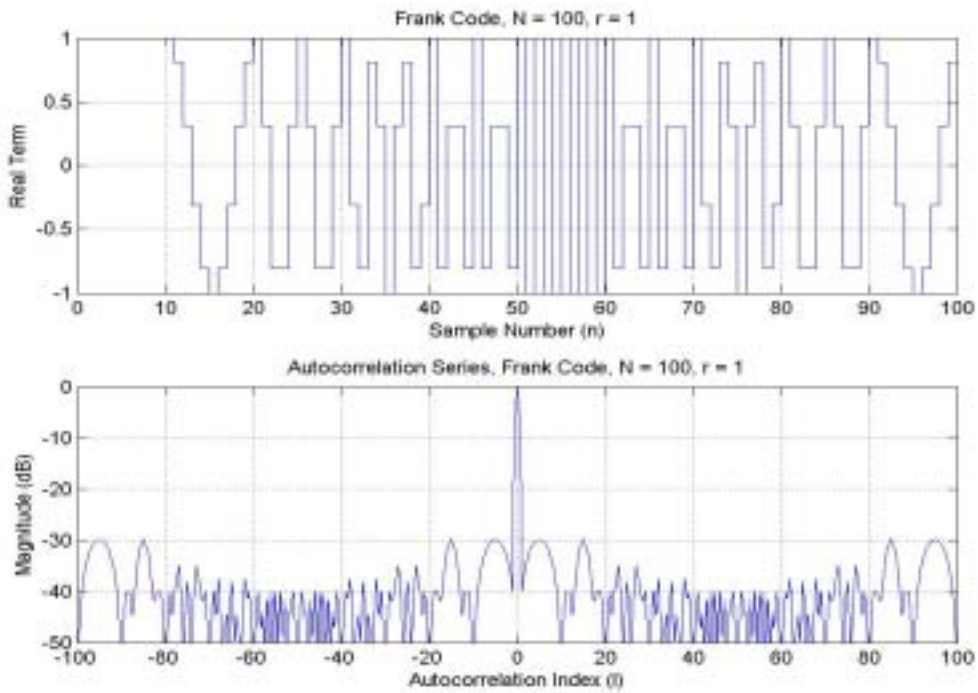 Frank Code, N = 100, r = 1
1
0.5
0
-0.5
-1
Real Term
0 10 20 30 40 50 60 70 80 90 100
Sample Number (n)
Autocorrelation Series, Frank Code, N = 100, r = 1
0
-10
-20
-30
-40
-50
Magnitude (dB)
-100 -80 -60 -40 -20 0 20 40 60 80 100
Autocorrelation Index (l)